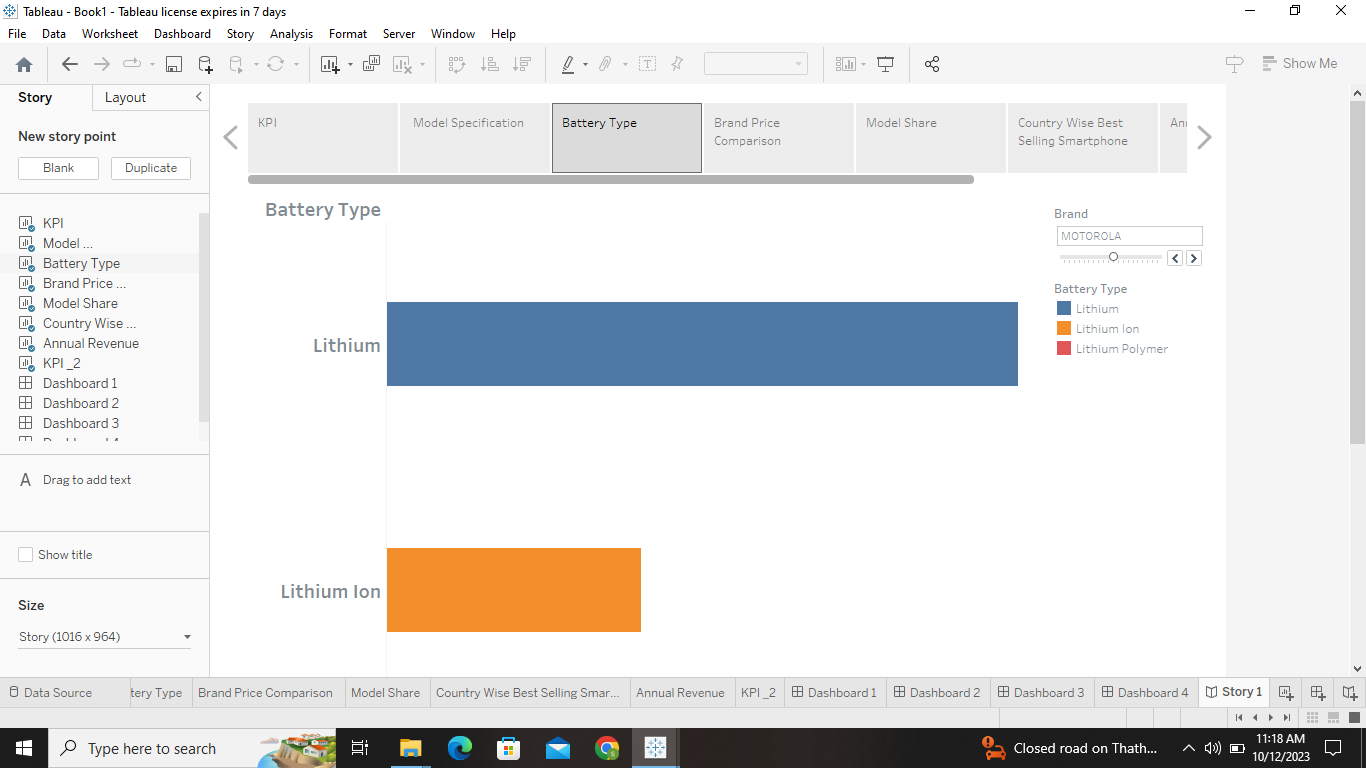 Tableau - Book1 - Tableau license expires in 7 days
File Data Worksheet Dashboard Story Analysis Format Server Window Help
Show Me
Story Layout
New story point
Blank Duplicate
KPI
Model ...
Battery Type
Brand Price ...
Model Share
Country Wise ...
Annual Revenue
KPI _2
Dashboard 1
Dashboard 2
Dashboard 3
Dashboard 4
A Drag to add text
Show title
Size
Story (1016 x 964)
KPI
Model Specification
Battery Type
Brand Price
Comparison
Model Share
Country Wise Best
Selling Smartphone
Battery Type
Lithium
Lithium Ion
Brand
MOTOROLA
Battery Type
Lithium
Lithium Ion
Lithium Polymer
Data Source tery Type Brand Price Comparison Model Share Country Wise Best Selling Smar... Annual Revenue KPI _2 Dashboard 1 Dashboard 2 Dashboard 3 Dashboard 4 Story 1
Type here to search
Closed road on Thath...
11:18 AM
10/12/2023